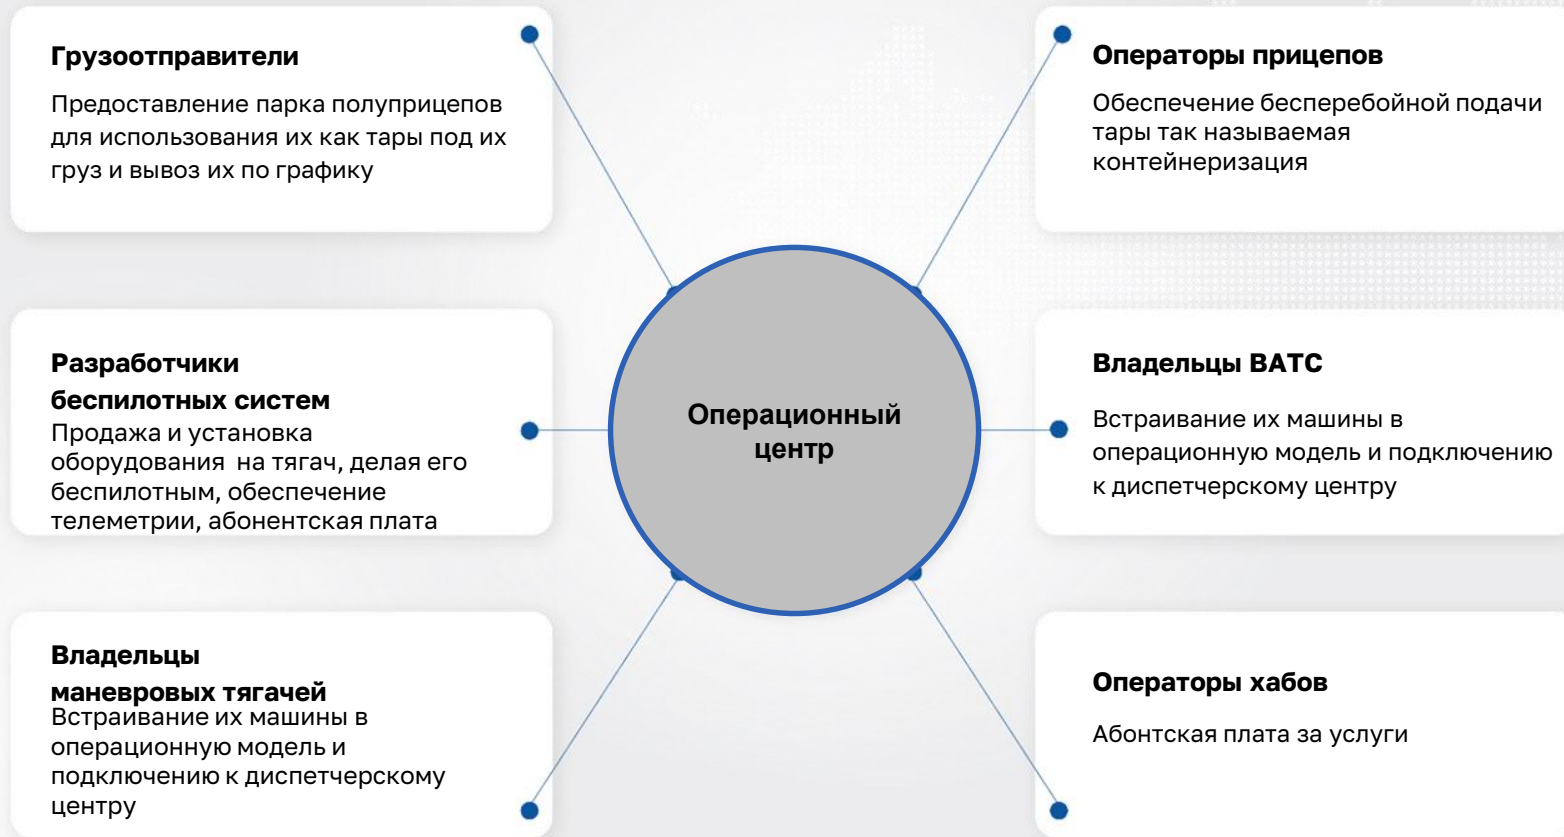 Грузоотправители
Предоставление парка полуприцепов
для использования их как тары под их
груз и вывоз их по графику
Разработчики
беспилотных систем
Продажа и установка
оборудования на тягач, делая его
беспилотным, обеспечение
телеметрии, абонентская плата
Владельцы
маневровых тягачей
Встраивание их машины в
операционную модель и
подключению к диспетчерскому
центру
Операционный
центр
Операторы прицепов
Обеспечение бесперебойной подачи
тары так называемая
контейнеризация
Владельцы ВАТС
Встраивание их машины в
операционную модель и подключению
к диспетчерскому центру
Операторы хабов
Абонтская плата за услуги